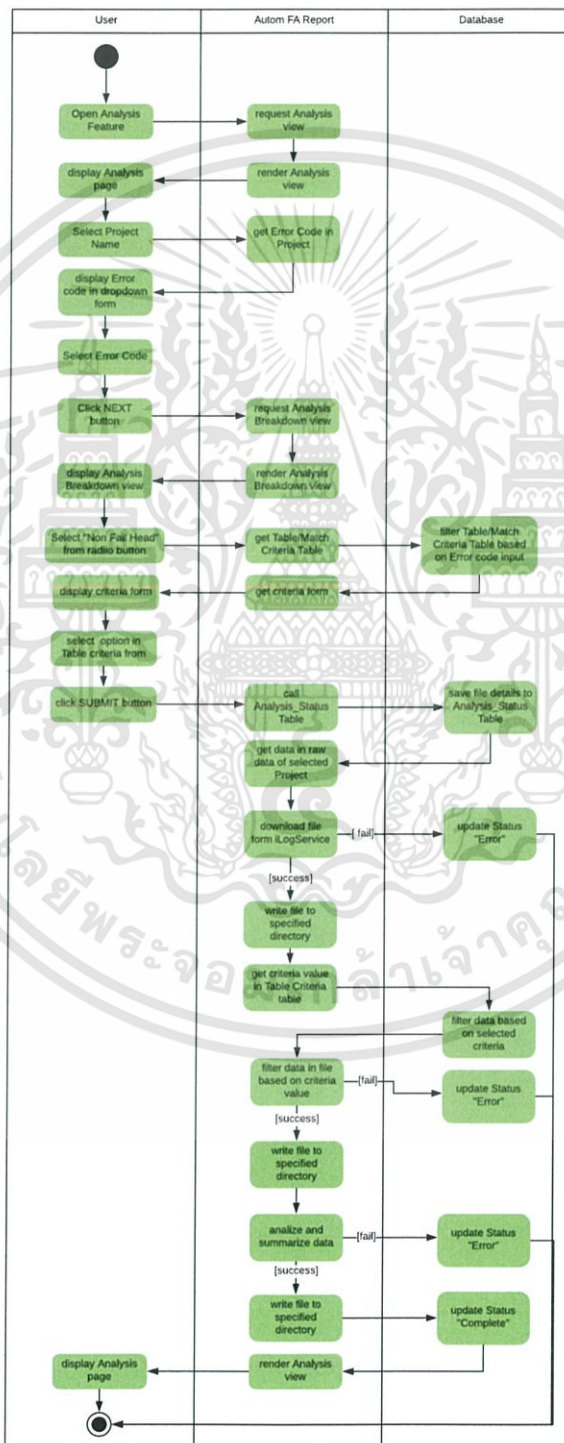 User
Autom FA Report
Database
Open Analysis
Feature
request Analysis
view
display Analysis
page
render Analysis
view
Select Project
Name
get Error Code in
Project
display Error
code in dropdown
form
Select Error Code
Click NEXT
button
request Analysis
Breakdown view
display Analysis
Breakdown view
render Analysis
Breakdown view
Select "Non Fail Head"
from radiio button
get Table/Match
Criteria Table
filter Table/Match
Criteria Table based
on Error code input
display criteria form
get criteria form
select option in
Table criteria from
click SUBMIT button
call
Analysis_Status
Table
save file details to
Analysis_Status
Table
get data in raw
data of selected
Project
download file
form iLogService
[ fail]
update Status
"Error"
[success]
write file to
specified
directory
get criteria value
in Table Criteria
table
filter data based
on selected
criteria
filter data in file
based on criteria
value
[fail]
update Status
"Error"
[success]
write file to
specified
directory
analize and
summarize data
[fail]
update Status
"Error"
[success]
write file to
specified
directory
update Status
"Complete"
display Analysis
page
render Analysis
view